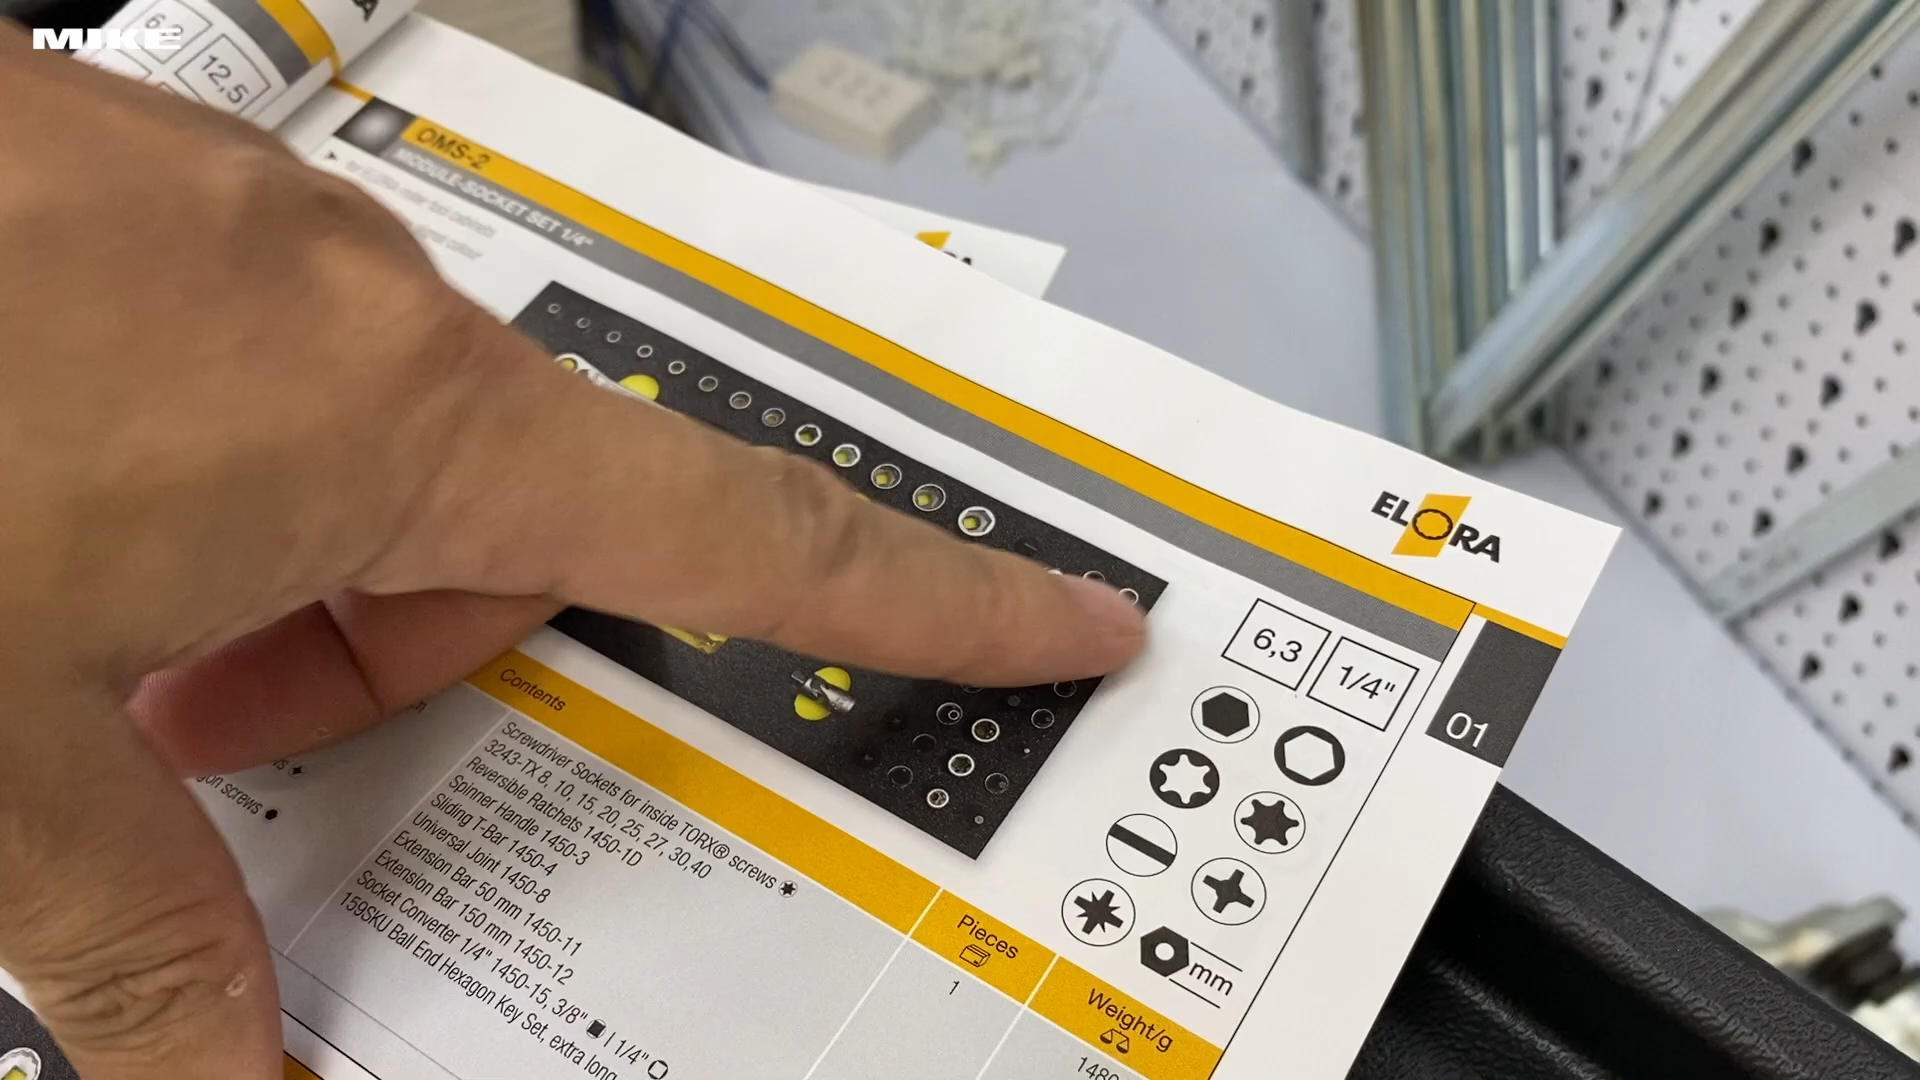 MIKE
6,3
12,5
OMS-2
MODULE-SOCKET SET 1/4"
ELORA
6,3
1/4"
01
mm
Contents
Screwdriver Sockets for inside TORX® screws
3243-TX 8, 10, 15, 20, 25, 27, 30,40
Reversible Ratchets 1450-1D
Spinner Handle 1450-3
Sliding T-Bar 1450-4
Universal Joint 1450-8
Extension Bar 50 mm 1450-11
Extension Bar 150 mm 1450-12
Socket Converter 1/4" 1450-15, 3/8" | 1/4"
159SKU Ball End Hexagon Key Set, extra long
screws
Pieces
1
Weight/g
1480